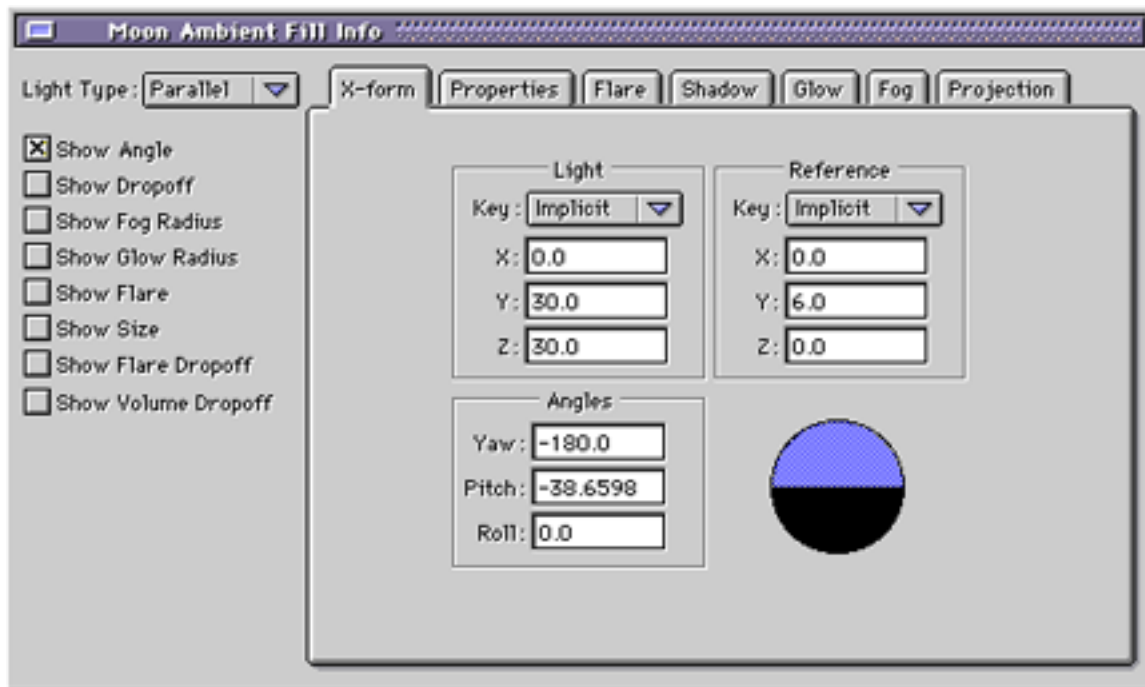 Moon Ambient Fill Info
Light Type: Parallel
X-form Properties Flare Shadow Glow Fog Projection
Show Angle
Show Dropoff
Show Fog Radius
Show Glow Radius
Show Flare
Show Size
Show Flare Dropoff
Show Volume Dropoff
Light
Key: Implicit
X: 0.0
Y: 30.0
Z: 30.0
Reference
Key: Implicit
X: 0.0
Y: 6.0
Z: 0.0
Angles
Yaw: -180.0
Pitch: -38.6598
Roll: 0.0